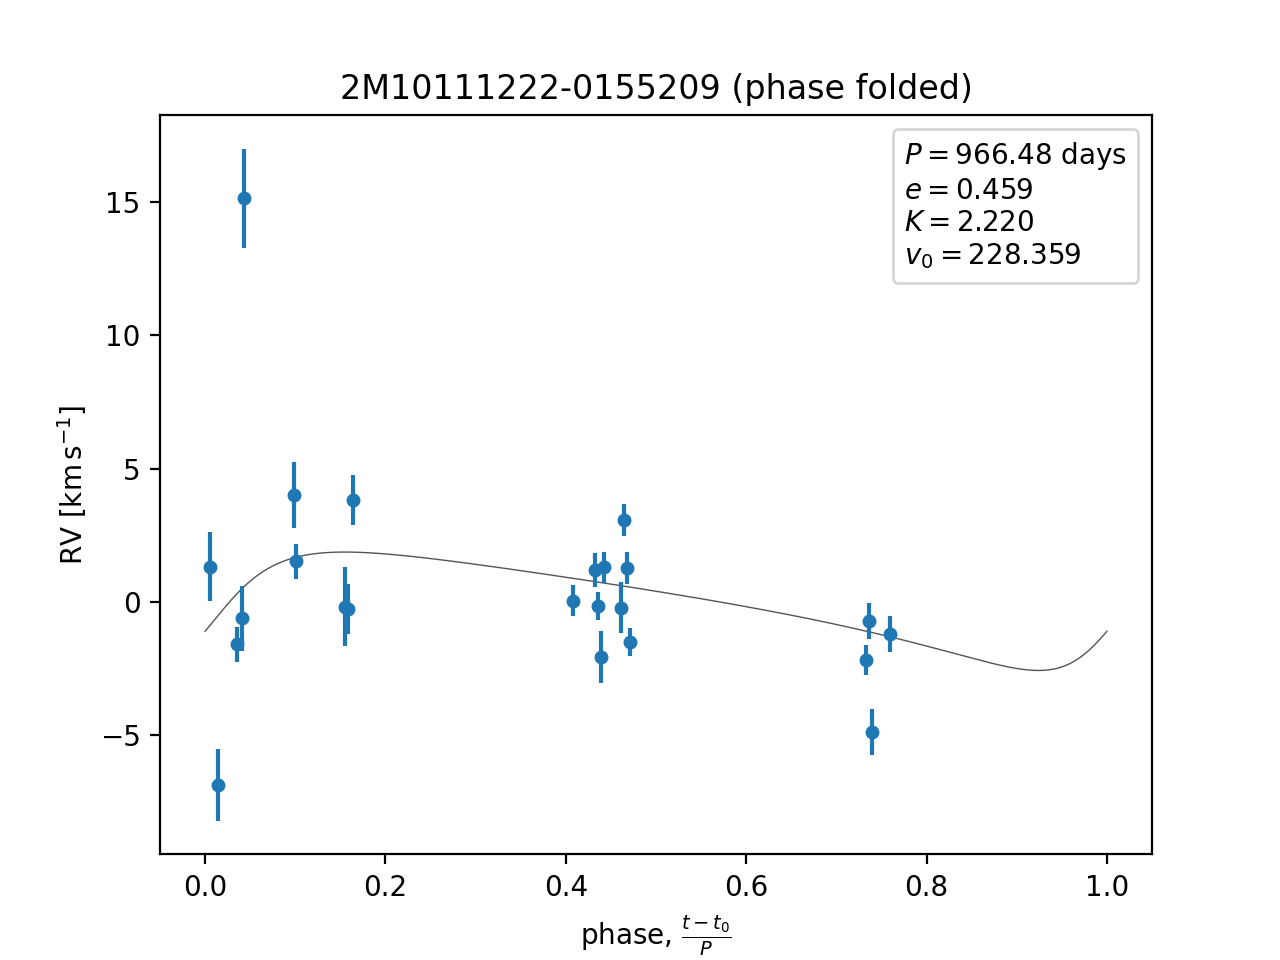 2M10111222-0155209 (phase folded)
P = 966.48 days
e = 0.459
K = 2.220
v₀ = 228.359
15
10
5
0
−5
RV [km s⁻¹]
0.0 0.2 0.4 0.6 0.8 1.0
phase, (t − t₀)/P